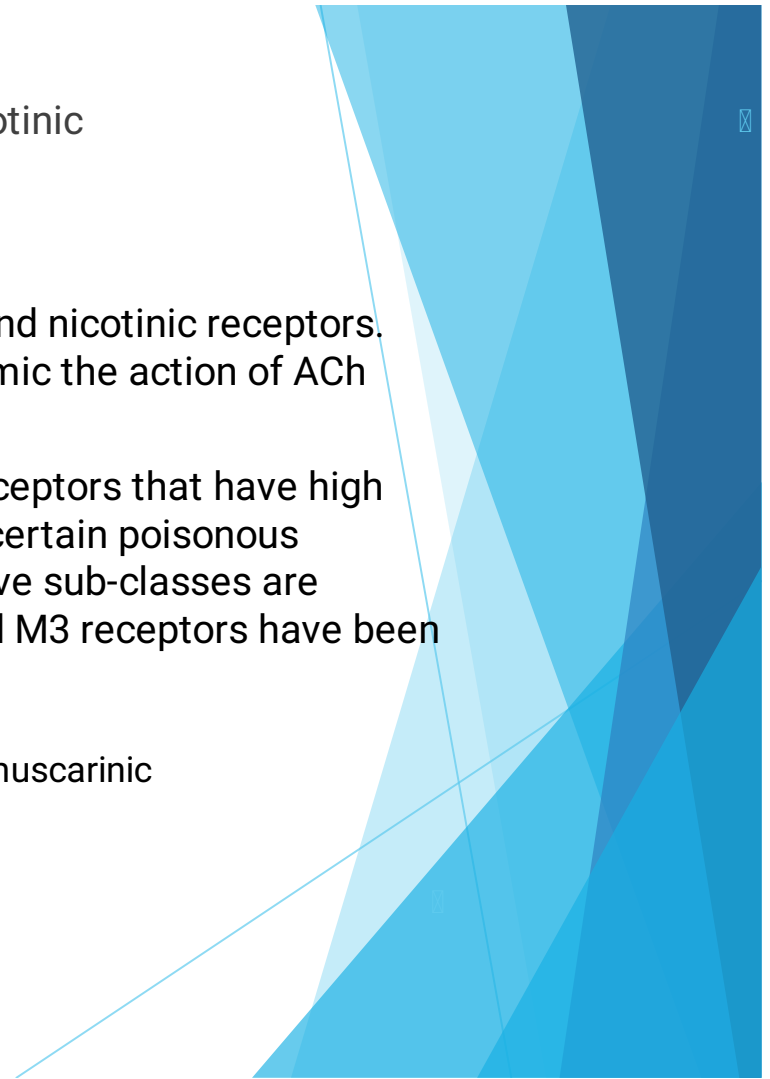 otinic
nd nicotinic receptors.
mic the action of ACh
ceptors that have high
certain poisonous
ve sub-classes are
M3 receptors have been
nuscarinic